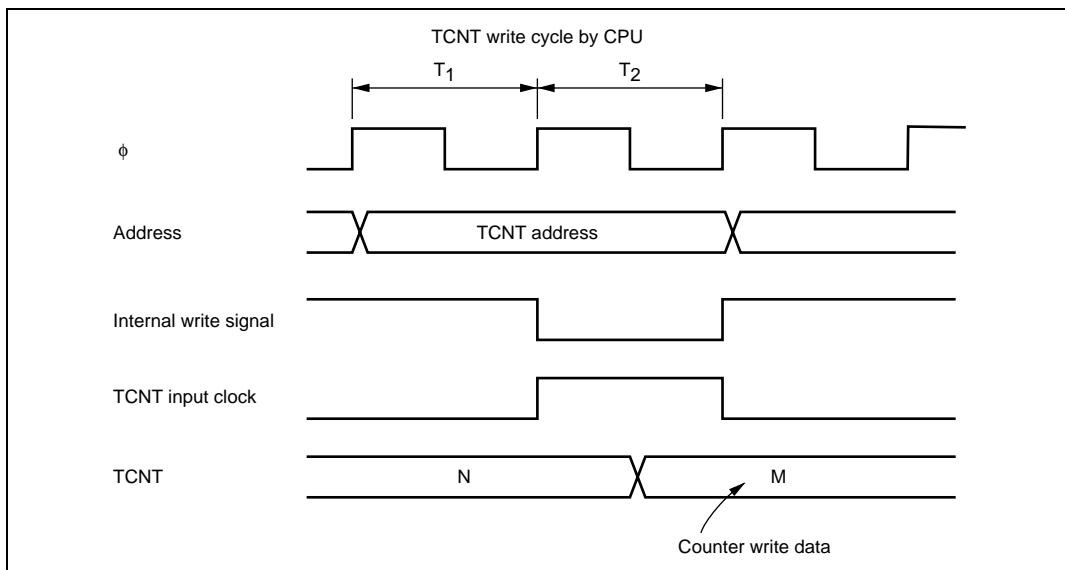 TCNT write cycle by CPU
T1 T2
ϕ
Address TCNT address
Internal write signal
TCNT input clock
TCNT N M
Counter write data